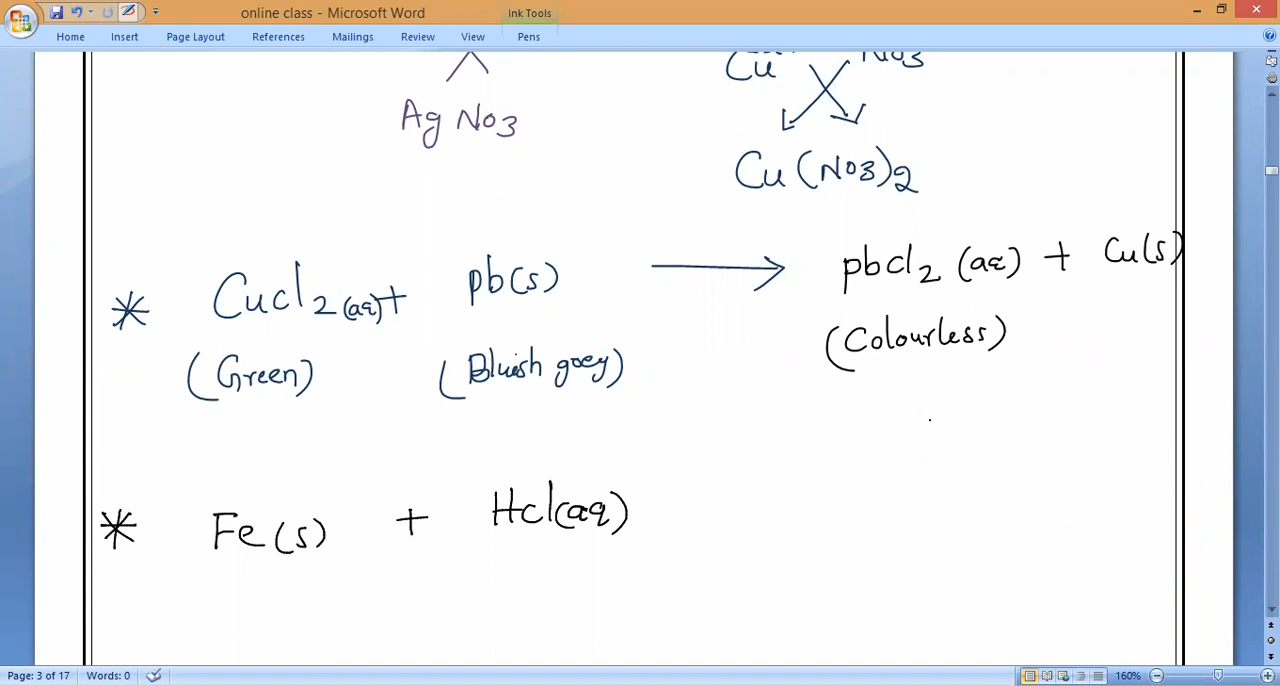 online class - Microsoft Word
Ink Tools
Home Insert Page Layout References Mailings Review View Pens
Cu NO3
Ag NO3
Cu (NO3)2
* CuCl2(aq)+ pb(s) → pbCl2 (aq) + Cu(s)
(Green) (Bluish grey) (Colourless)
* Fe(s) + HCl(aq)
Page: 3 of 17 Words: 0 160%